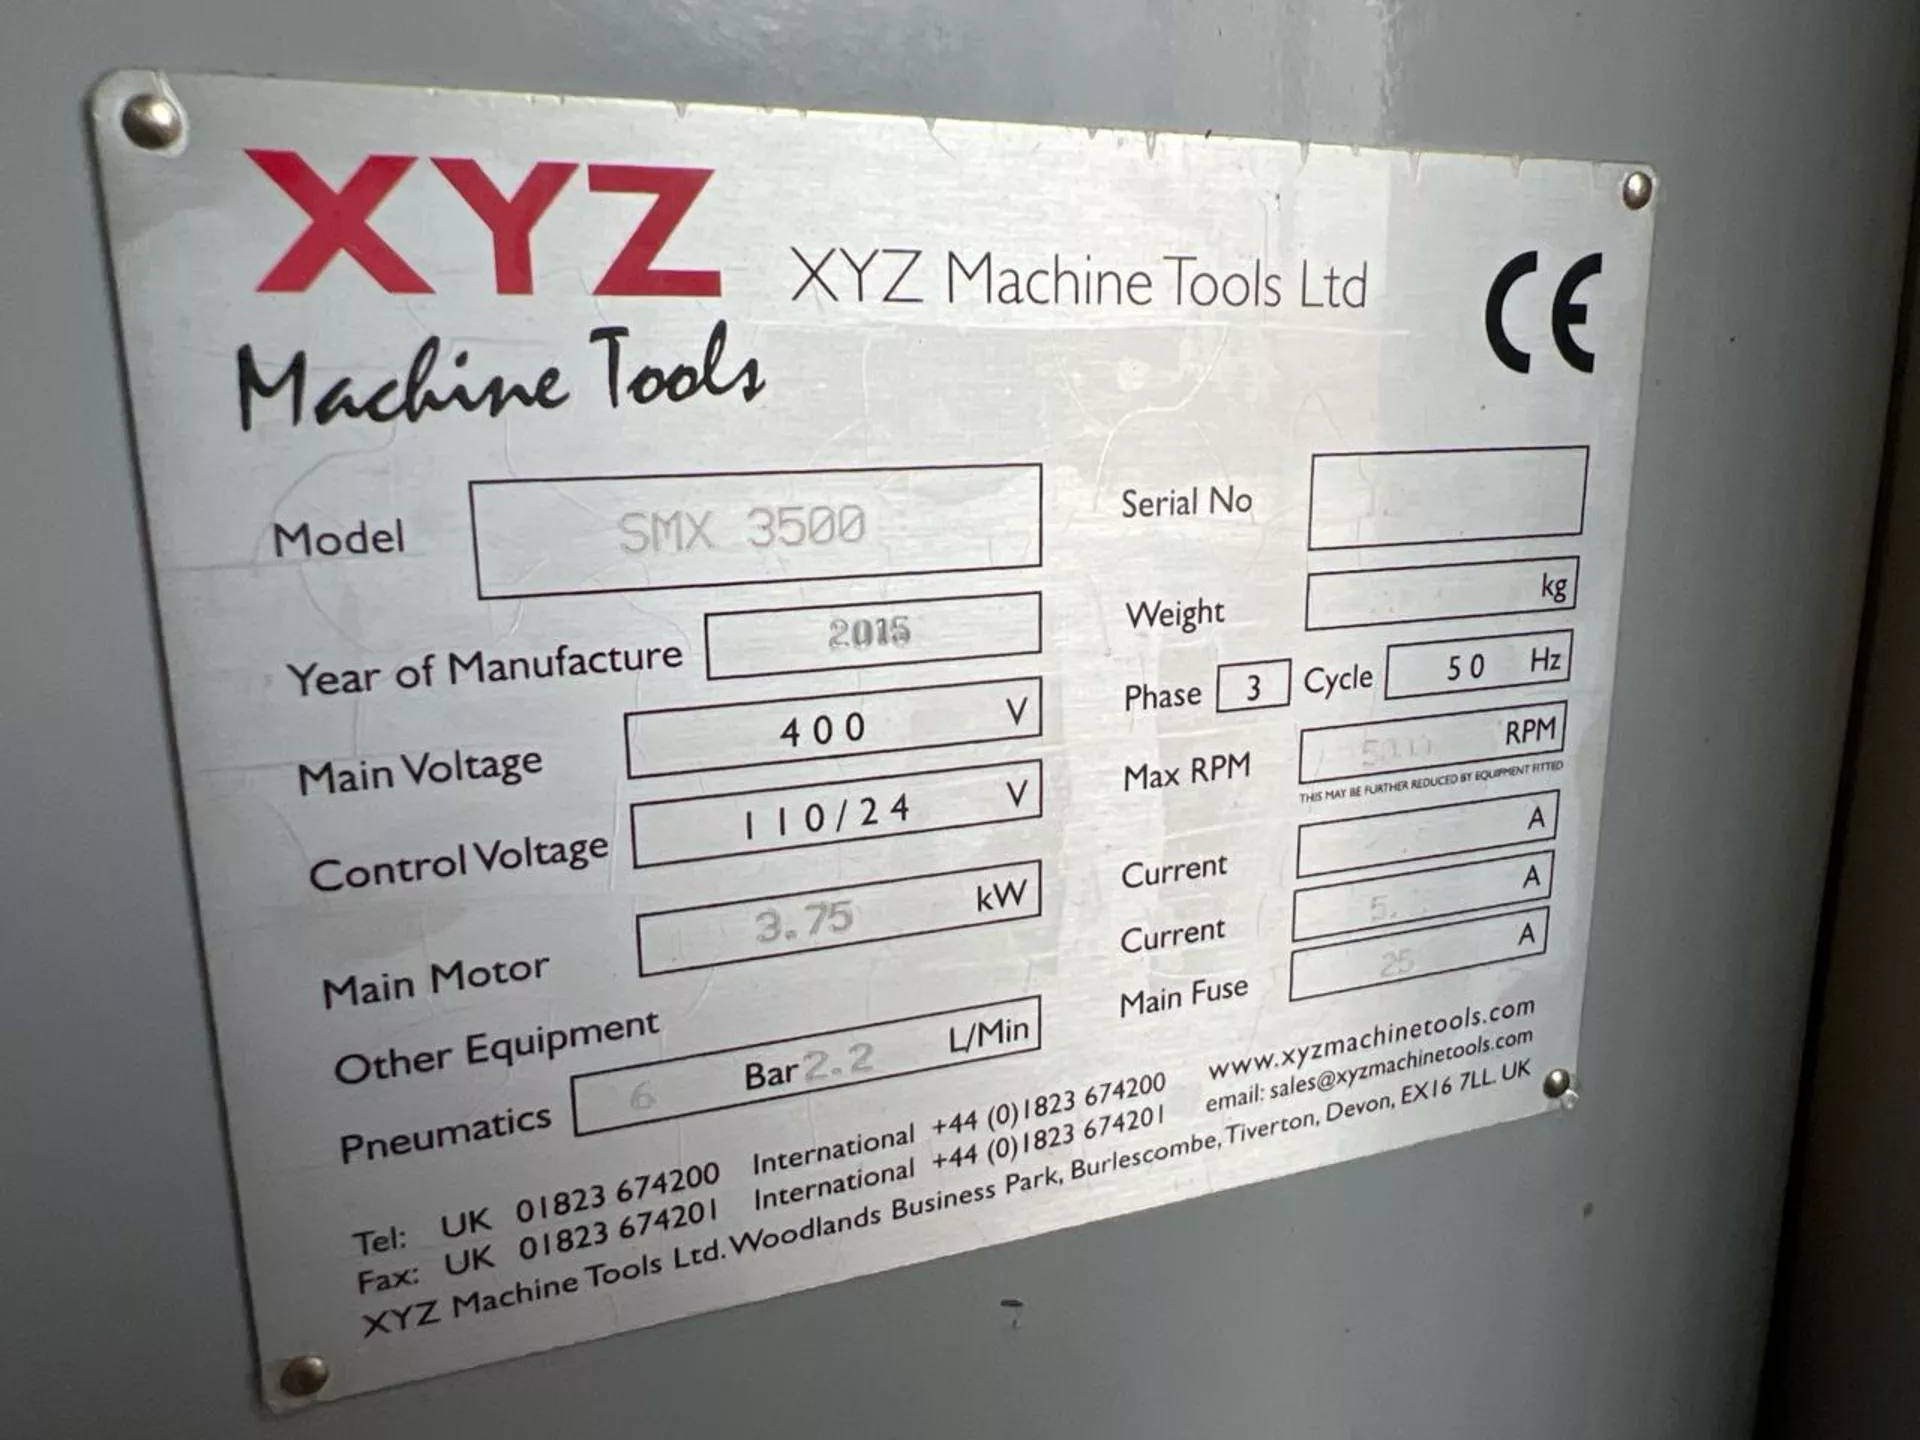 XYZ
Machine Tools
XYZ Machine Tools Ltd
CE
Model SMX 3500
Year of Manufacture 2015
Main Voltage 400 V
Control Voltage 110/24 V
Main Motor 3.75 kW
Other Equipment
Pneumatics 6 Bar 2.2 L/Min
Serial No
Weight kg
Phase 3 Cycle 50 Hz
Max RPM RPM
THIS MAY BE FURTHER REDUCED BY EQUIPMENT FITTED
Current A
Current A
Main Fuse 25 A
Tel: UK 01823 674200 International +44 (0)1823 674200 www.xyzmachinetools.com
Fax: UK 01823 674201 International +44 (0)1823 674201 email: sales@xyzmachinetools.com
XYZ Machine Tools Ltd. Woodlands Business Park, Burlescombe, Tiverton, Devon, EX16 7LL. UK